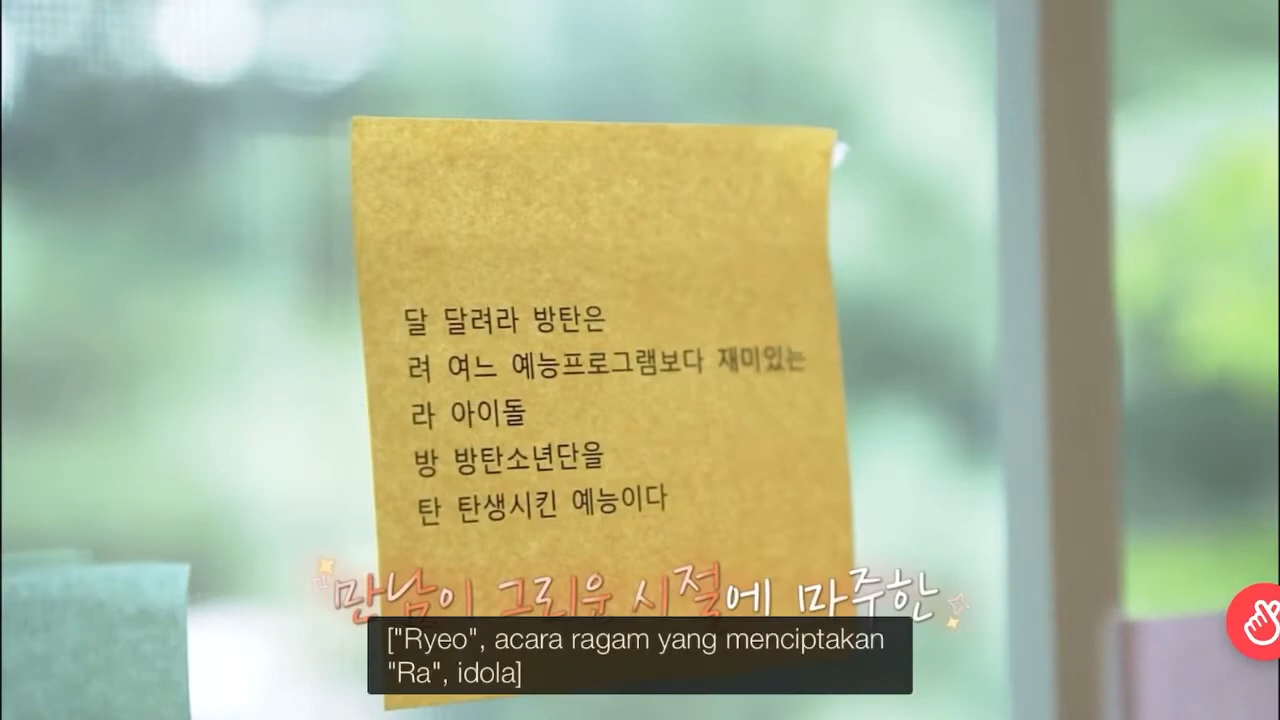 달 달려라 방탄은
려 여느 예능프로그램보다 재미있는
라 아이돌
방 방탄소년단을
탄 탄생시킨 예능이다
만남이 그리운 시절에 마주한
["Ryeo", acara ragam yang menciptakan
"Ra", idola]